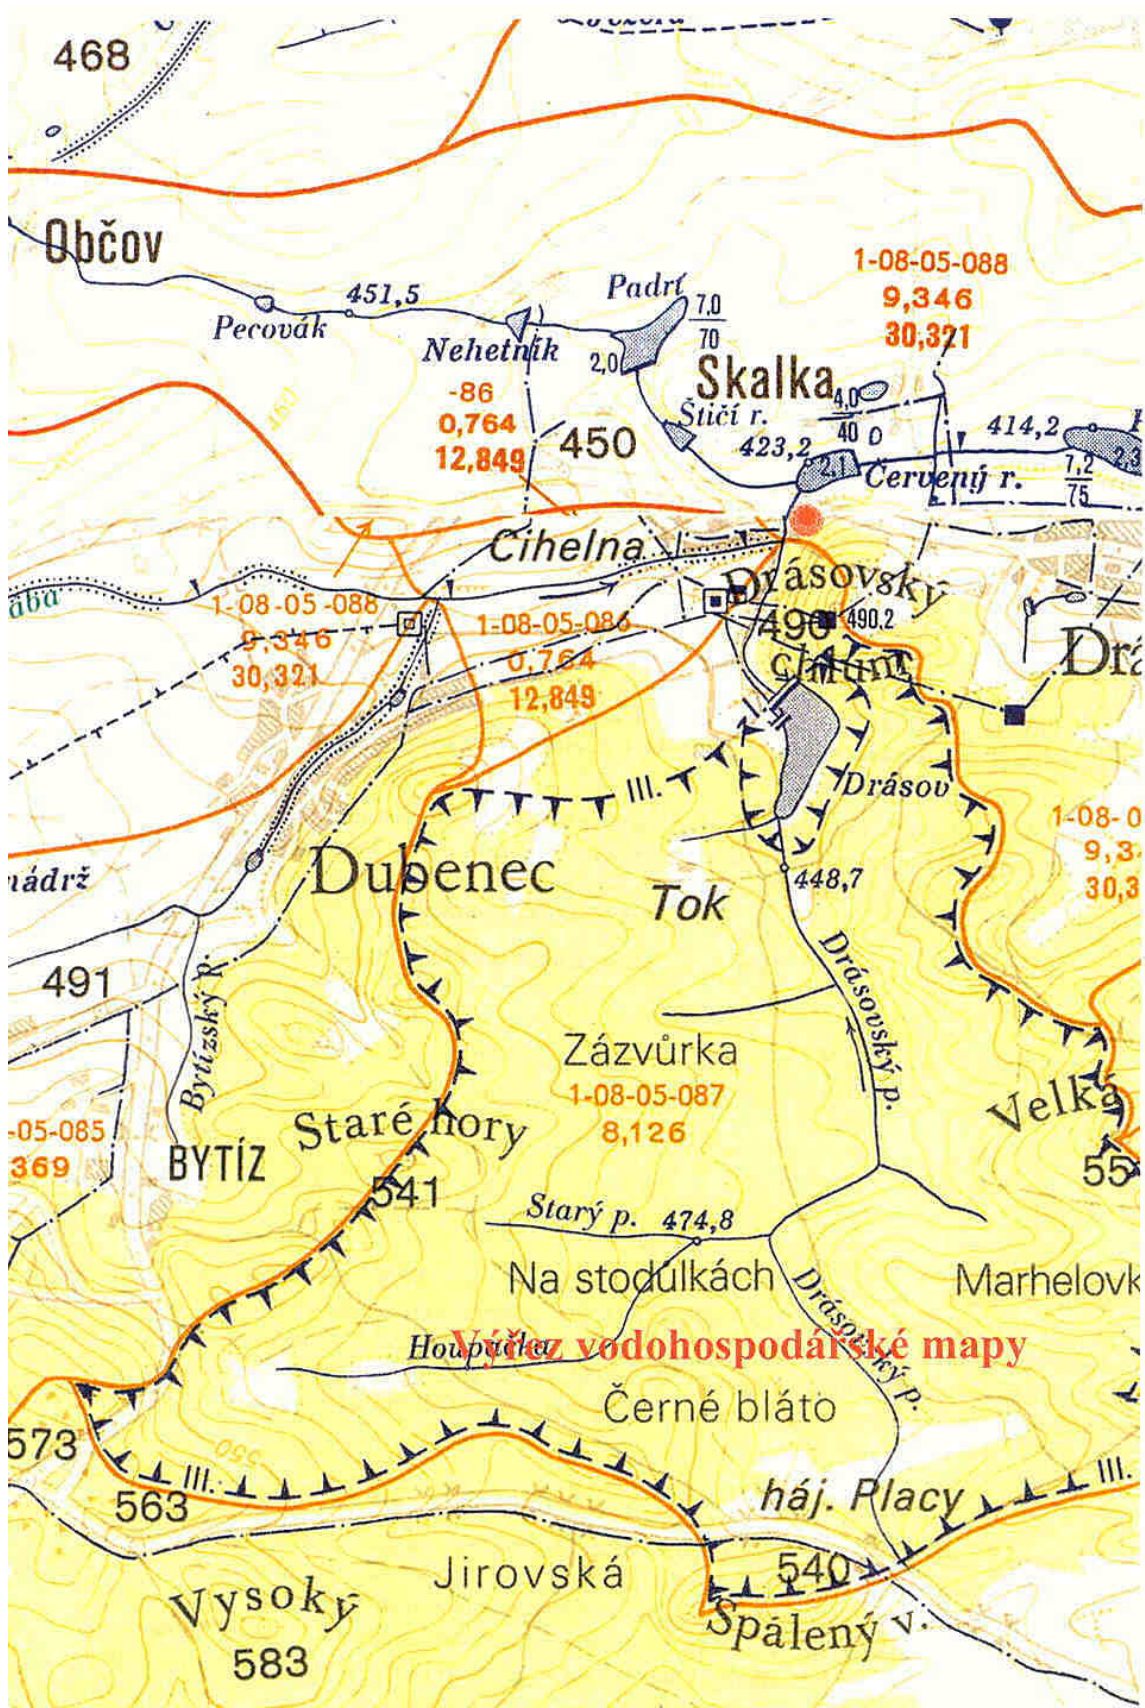 468
Občov
1-08-05-088
9,346
30,321
Padrť
451,5
7,0
70
Pecovák
Nehetník
2,0
Skalka
-86
0,764
12,849
450
Štičí r.
4,0
40
414,2
423,2
2,1
Červený r.
7,2
75
2,3
Cihelna
Drásovský
490
490,2
chlum
1-08-05-088
9,346
30,321
1-08-05-086
0,764
12,849
Drá
III.
Drásov
1-08-0
9,3
30,3
nádrž
Dubenec
448,7
Tok
491
Drásovský p.
Bytízský p.
Zázvůrka
1-08-05-087
8,126
Velká
Staré hory
-05-085
369
BYTÍZ
541
55
Starý p.
474,8
Na stodůlkách
Drásovský p.
Marhelovk
Houpačka
Výřez vodohospodářské mapy
Černé bláto
573
550
III.
III.
563
háj. Placy
540
Jirovská
Vysoký
583
Spálený v.